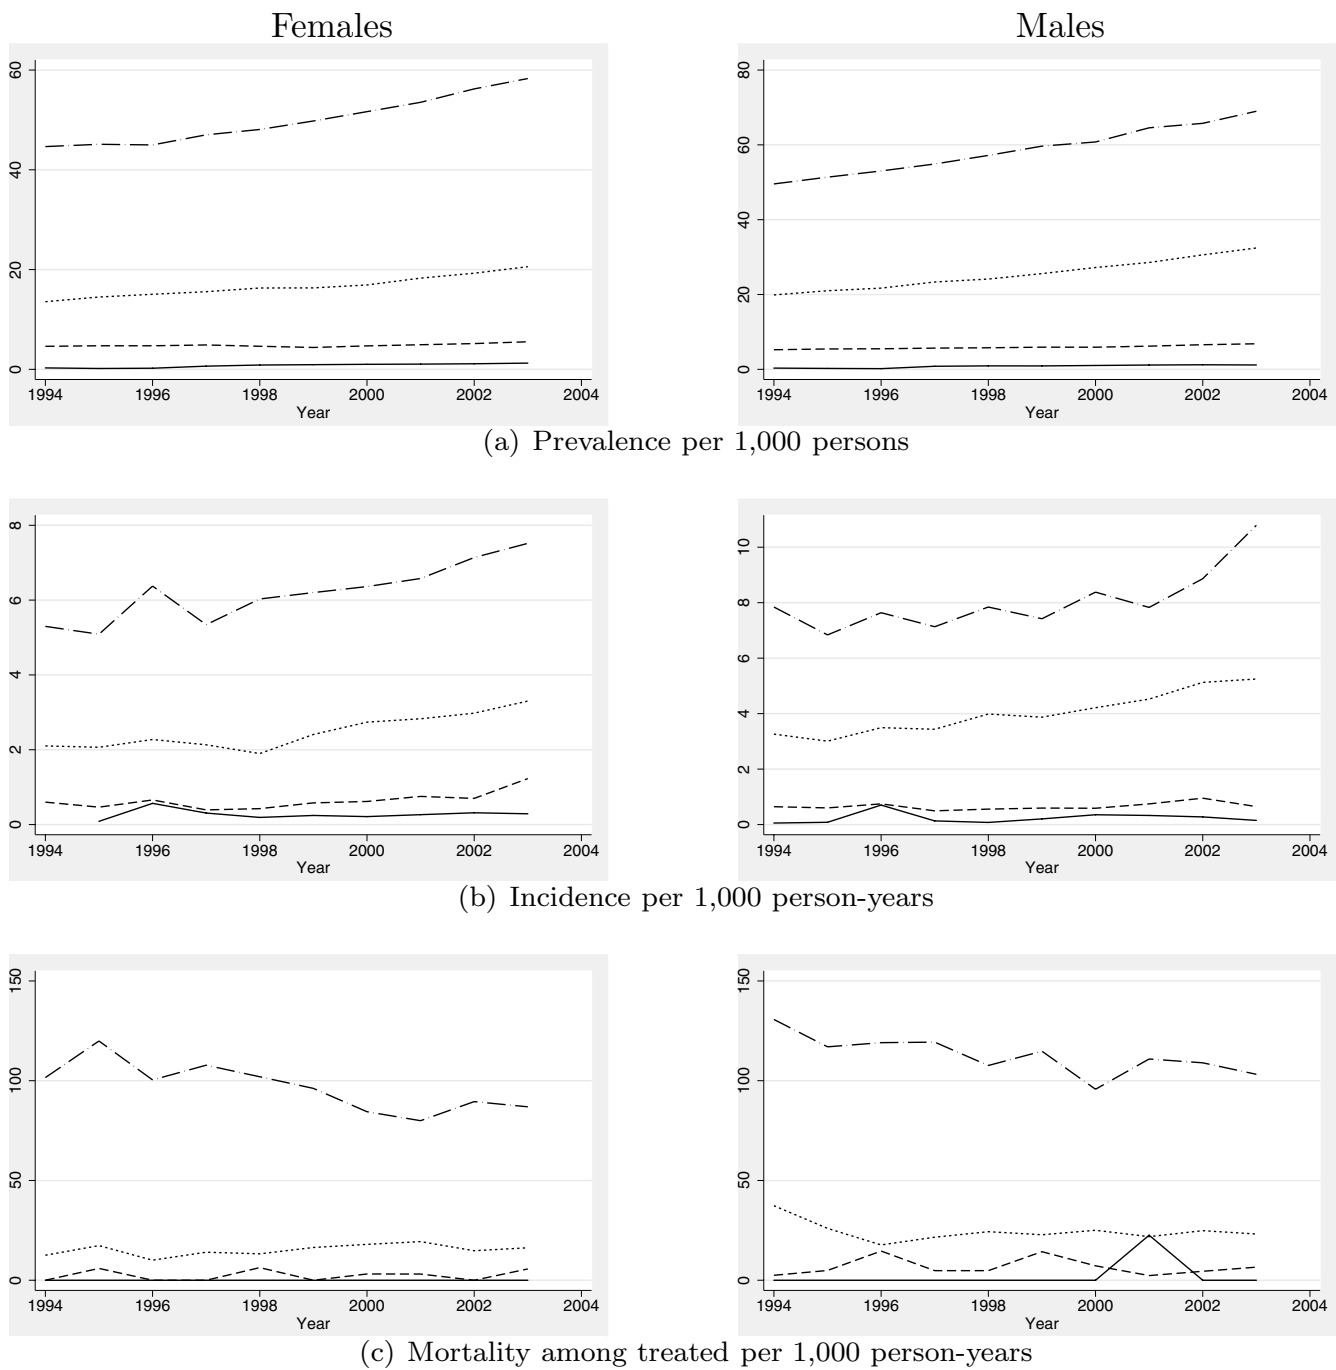 Females
Males
60
40
20
0
1994 1996 1998 2000 2002 2004
Year
80
60
40
20
0
1994 1996 1998 2000 2002 2004
Year
(a) Prevalence per 1,000 persons
8
6
4
2
0
1994 1996 1998 2000 2002 2004
Year
10
8
6
4
2
0
1994 1996 1998 2000 2002 2004
Year
(b) Incidence per 1,000 person-years
150
100
50
0
1994 1996 1998 2000 2002 2004
Year
150
100
50
0
1994 1996 1998 2000 2002 2004
Year
(c) Mortality among treated per 1,000 person-years